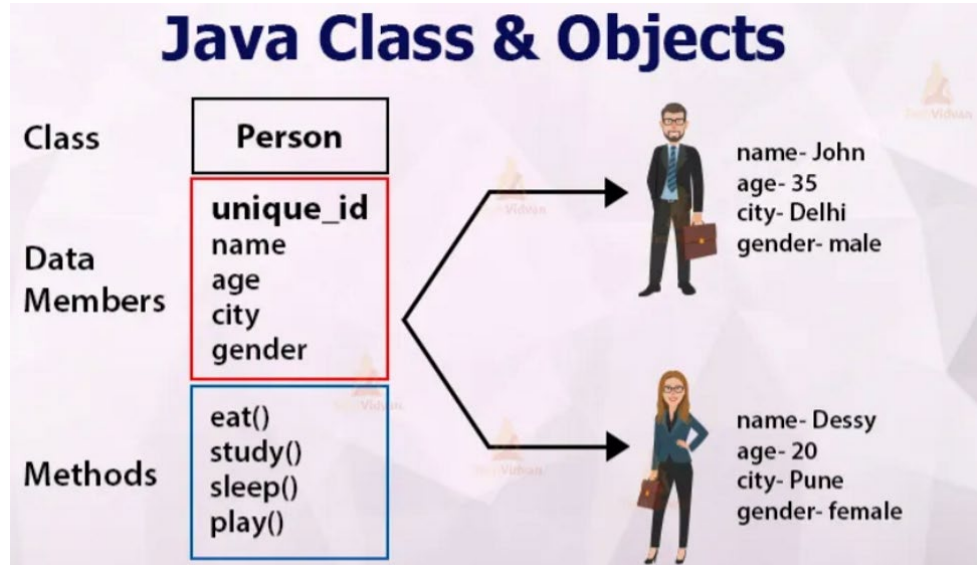 Java Class & Objects
Class
Person
Data
Members
unique_id
name
age
city
gender
Methods
eat()
study()
sleep()
play()
name- John
age- 35
city- Delhi
gender- male
name- Dessy
age- 20
city- Pune
gender- female